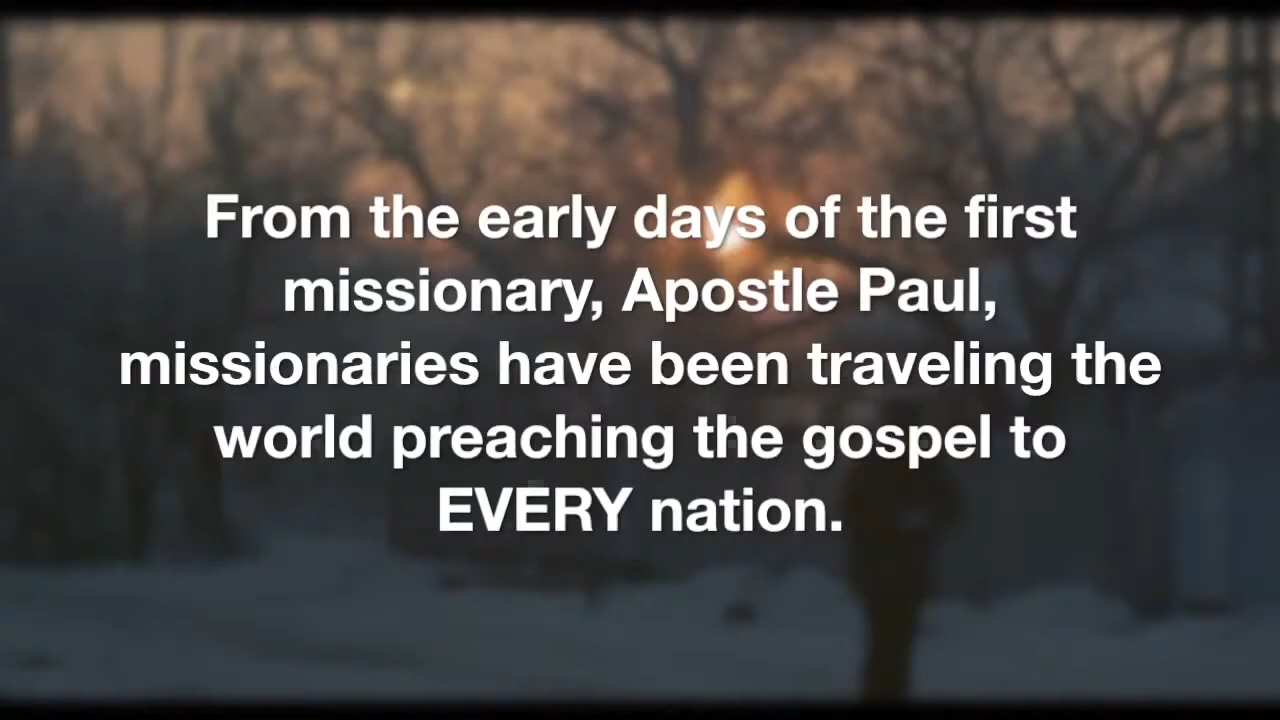 From the early days of the first
missionary, Apostle Paul,
missionaries have been traveling the
world preaching the gospel to
EVERY nation.